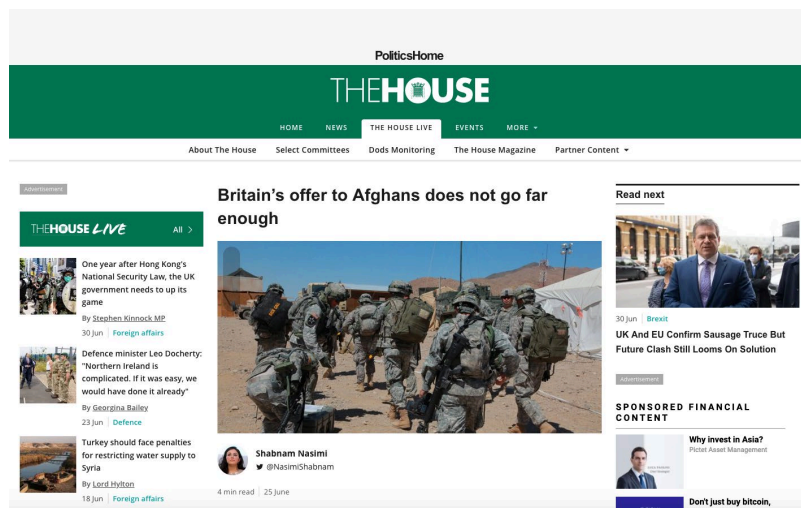 PoliticsHome
THEHOUSE
HOME NEWS THE HOUSE LIVE EVENTS MORE
About The House Select Committees Dods Monitoring The House Magazine Partner Content
Advertisement
THEHOUSE LIVE All >
One year after Hong Kong's
National Security Law, the UK
government needs to up its
game
By Stephen Kinnock MP
30 Jun | Foreign affairs
Defence minister Leo Docherty:
"Northern Ireland is
complicated. If it was easy, we
would have done it already"
By Georgina Bailey
23 Jun | Defence
Turkey should face penalties
for restricting water supply to
Syria
By Lord Hylton
18 Jun | Foreign affairs
Britain's offer to Afghans does not go far
enough
Shabnam Nasimi
@NasimiShabnam
4 min read | 25 June
Read next
30 Jun | Brexit
UK And EU Confirm Sausage Truce But
Future Clash Still Looms On Solution
Advertisement
SPONSORED FINANCIAL
CONTENT
Why invest in Asia?
Pictet Asset Management
Don't just buy bitcoin,